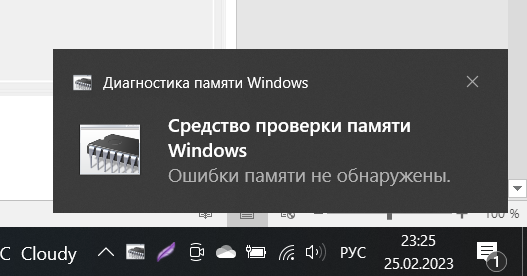 Диагностика памяти Windows
Средство проверки памяти
Windows
Ошибки памяти не обнаружены.
100 %
C Cloudy
РУС
23:25
25.02.2023
1